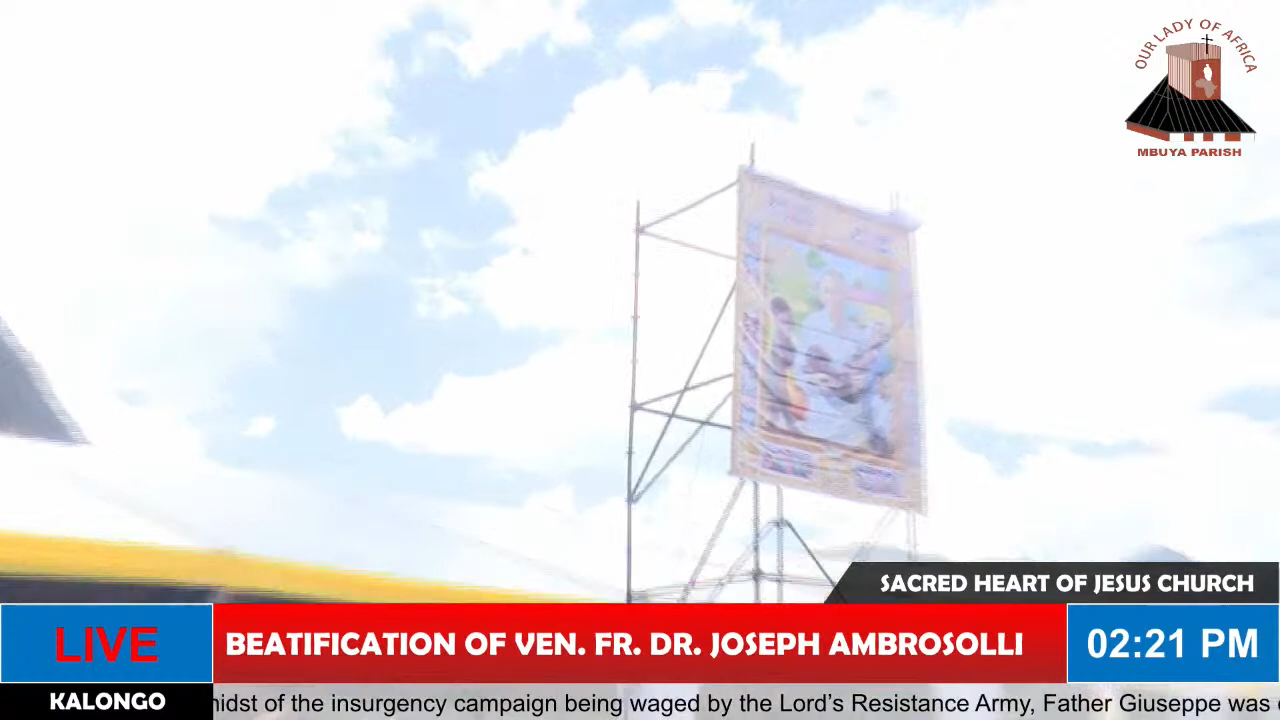 OUR LADY OF AFRICA
MBUYA PARISH
SACRED HEART OF JESUS CHURCH
LIVE
BEATIFICATION OF VEN. FR. DR. JOSEPH AMBROSOLLI
02:21 PM
KALONGO
midst of the insurgency campaign being waged by the Lord’s Resistance Army, Father Giuseppe was